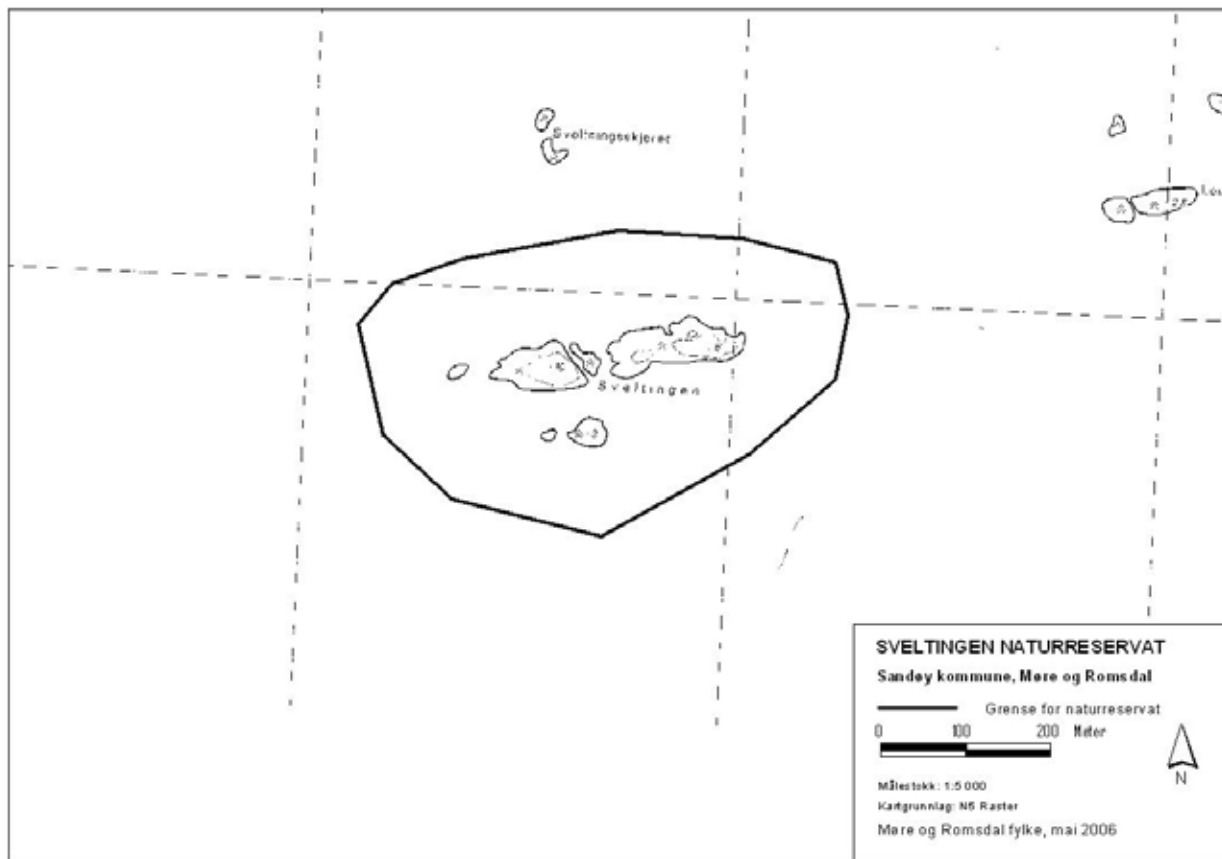 Sveltingsskjeret
Sveltingen
SVELTINGEN NATURRESERVAT
Sandøy kommune, Møre og Romsdal
Grense for naturreservat
0 100 200 Meter
Målestokk: 1:5 000
Kartgrunnlag: N5 Raster
Møre og Romsdal fylke, mai 2006
N